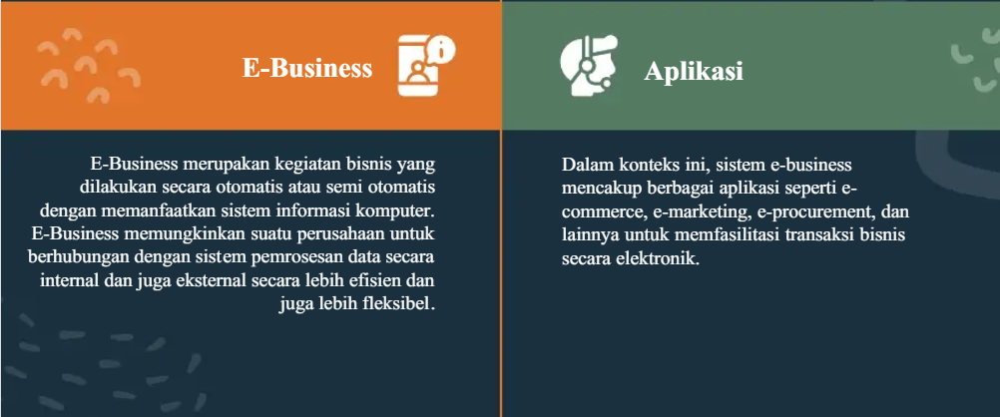 E-Business
E-Business merupakan kegiatan bisnis yang
dilakukan secara otomatis atau semi otomatis
dengan memanfaatkan sistem informasi komputer.
E-Business memungkinkan suatu perusahaan untuk
berhubungan dengan sistem pemrosesan data secara
internal dan juga eksternal secara lebih efisien dan
juga lebih fleksibel.
Aplikasi
Dalam konteks ini, sistem e-business
mencakup berbagai aplikasi seperti e-
commerce, e-marketing, e-procurement, dan
lainnya untuk memfasilitasi transaksi bisnis
secara elektronik.